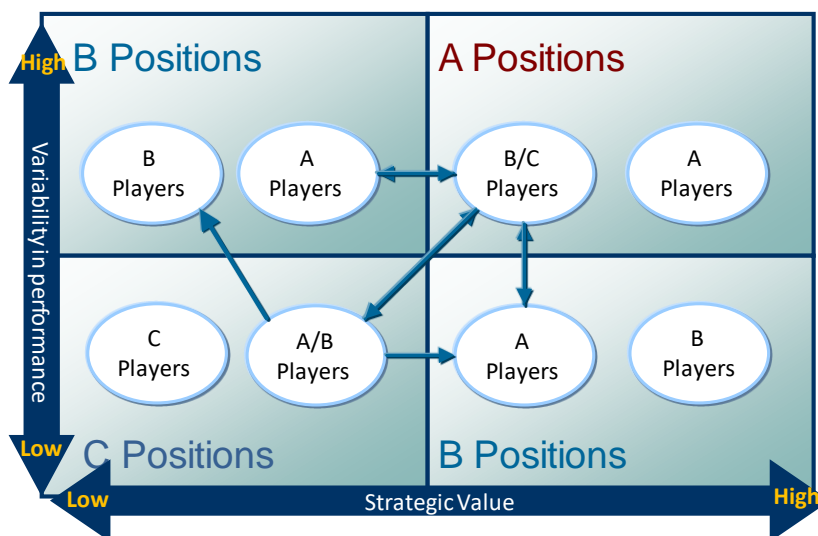 High
B Positions
A Positions
B
Players
A
Players
B/C
Players
A
Players
Variability in performance
C
Players
A/B
Players
A
Players
B
Players
Low
C Positions
B Positions
Low
Strategic Value
High